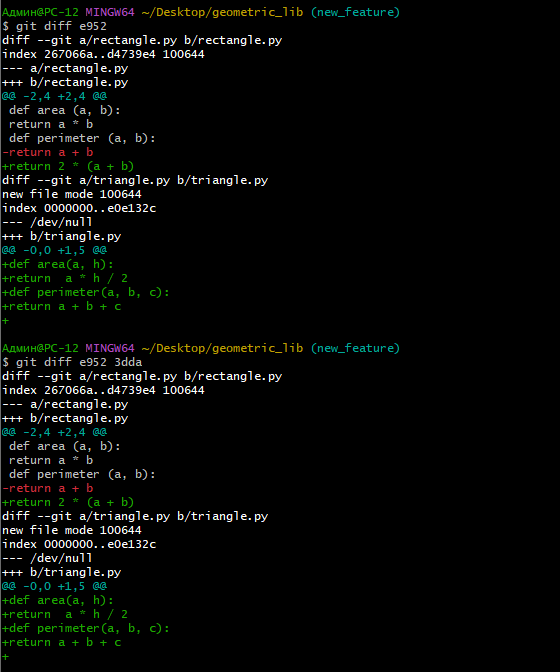 Админ@PC-12 MINGW64 ~/Desktop/geometric_lib (new_feature)
$ git diff e952
diff --git a/rectangle.py b/rectangle.py
index 267066a..d4739e4 100644
--- a/rectangle.py
+++ b/rectangle.py
@@ -2,4 +2,4 @@
 def area (a, b):
 return a * b
 def perimeter (a, b):
-return a + b
+return 2 * (a + b)
diff --git a/triangle.py b/triangle.py
new file mode 100644
index 0000000..e0e132c
--- /dev/null
+++ b/triangle.py
@@ -0,0 +1,5 @@
+def area(a, h):
+return  a * h / 2
+def perimeter(a, b, c):
+return a + b + c
+
Админ@PC-12 MINGW64 ~/Desktop/geometric_lib (new_feature)
$ git diff e952 3dda
diff --git a/rectangle.py b/rectangle.py
index 267066a..d4739e4 100644
--- a/rectangle.py
+++ b/rectangle.py
@@ -2,4 +2,4 @@
 def area (a, b):
 return a * b
 def perimeter (a, b):
-return a + b
+return 2 * (a + b)
diff --git a/triangle.py b/triangle.py
new file mode 100644
index 0000000..e0e132c
--- /dev/null
+++ b/triangle.py
@@ -0,0 +1,5 @@
+def area(a, h):
+return  a * h / 2
+def perimeter(a, b, c):
+return a + b + c
+